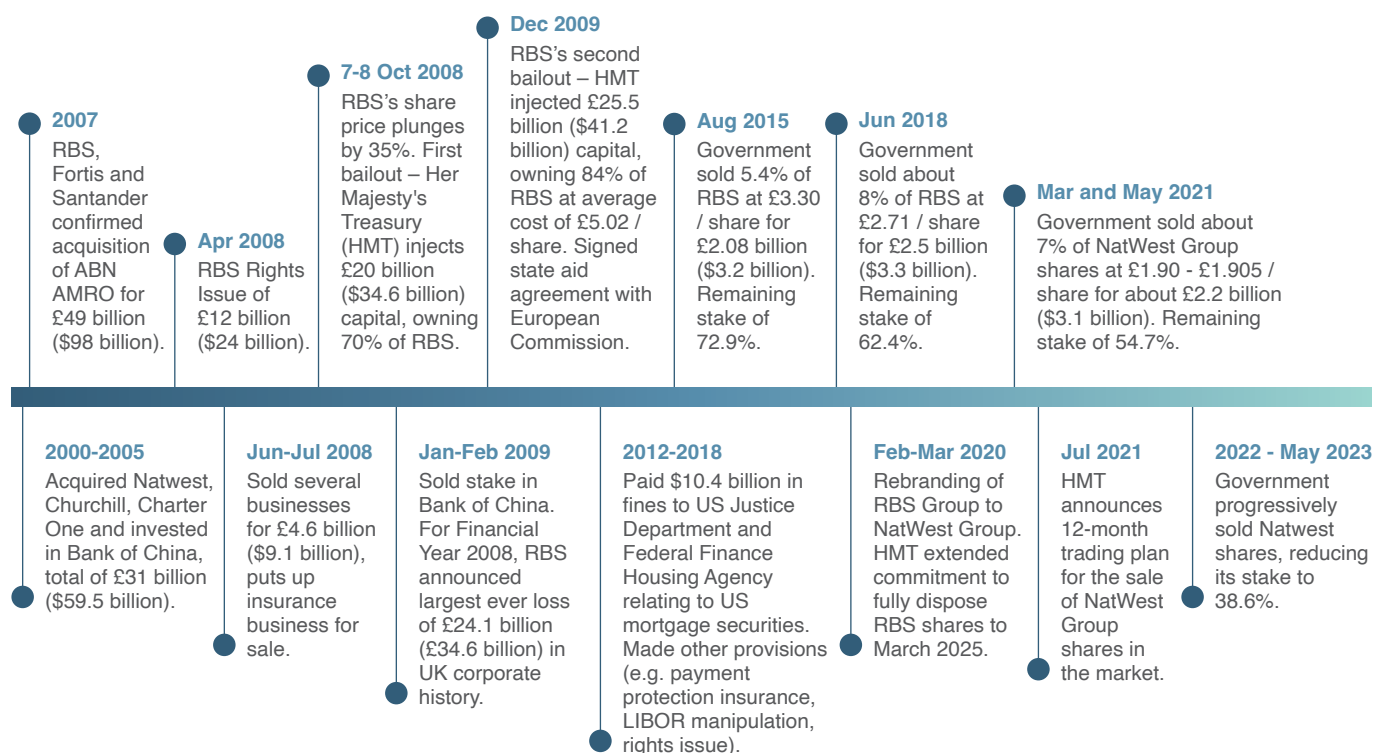 Dec 2009
RBS's second
bailout – HMT
injected £25.5
billion ($41.2
billion) capital,
owning 84% of
RBS at average
cost of £5.02 /
share. Signed
state aid
agreement with
European
Commission.
7-8 Oct 2008
RBS's share
price plunges
by 35%. First
bailout – Her
Majesty's
Treasury
(HMT) injects
£20 billion
($34.6 billion)
capital, owning
70% of RBS.
2007
RBS,
Fortis and
Santander
confirmed
acquisition
of ABN
AMRO for
£49 billion
($98 billion).
Apr 2008
RBS Rights
Issue of
£12 billion
($24 billion).
Aug 2015
Government
sold 5.4% of
RBS at £3.30
/ share for
£2.08 billion
($3.2 billion).
Remaining
stake of
72.9%.
Jun 2018
Government
sold about
8% of RBS at
£2.71 / share
for £2.5 billion
($3.3 billion).
Remaining
stake of
62.4%.
Mar and May 2021
Government sold about
7% of NatWest Group
shares at £1.90 - £1.905 /
share for about £2.2 billion
($3.1 billion). Remaining
stake of 54.7%.
2000-2005
Acquired Natwest,
Churchill, Charter
One and invested
in Bank of China,
total of £31 billion
($59.5 billion).
Jun-Jul 2008
Sold several
businesses
for £4.6 billion
($9.1 billion),
puts up
insurance
business for
sale.
Jan-Feb 2009
Sold stake in
Bank of China.
For Financial
Year 2008, RBS
announced
largest ever loss
of £24.1 billion
(£34.6 billion) in
UK corporate
history.
2012-2018
Paid $10.4 billion in
fines to US Justice
Department and
Federal Finance
Housing Agency
relating to US
mortgage securities.
Made other provisions
(e.g. payment
protection insurance,
LIBOR manipulation,
rights issue).
Feb-Mar 2020
Rebranding of
RBS Group to
NatWest Group.
HMT extended
commitment to
fully dispose
RBS shares to
March 2025.
Jul 2021
HMT
announces
12-month
trading plan
for the sale
of NatWest
Group
shares in
the market.
2022 - May 2023
Government
progressively
sold Natwest
shares, reducing
its stake to
38.6%.